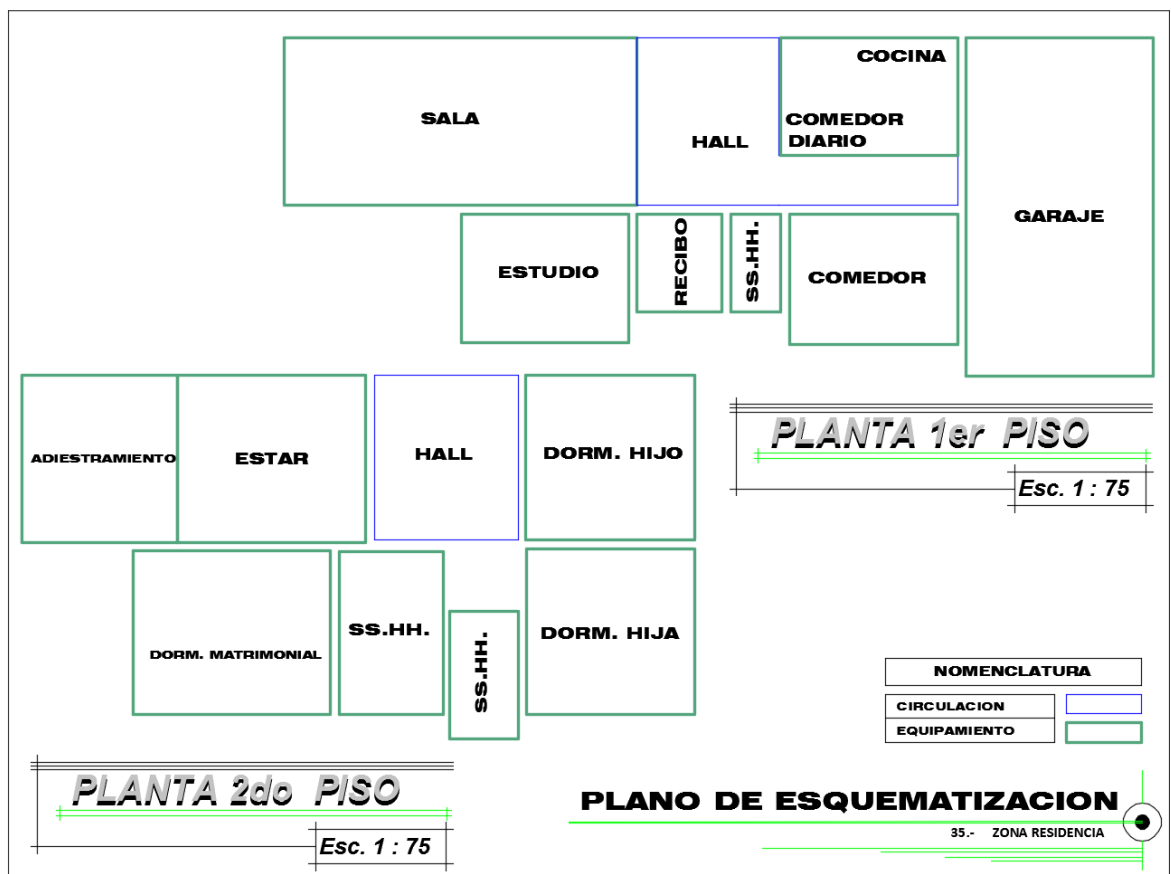 COCINA
SALA
COMEDOR
DIARIO
HALL
GARAJE
ESTUDIO
RECIBO
SS.HH.
COMEDOR
PLANTA 1er PISO
Esc. 1 : 75
ADIESTRAMIENTO
ESTAR
HALL
DORM. HIJO
DORM. MATRIMONIAL
SS.HH.
SS.HH.
DORM. HIJA
NOMENCLATURA
CIRCULACION
EQUIPAMIENTO
PLANTA 2do PISO
Esc. 1 : 75
PLANO DE ESQUEMATIZACION
35.- ZONA RESIDENCIA